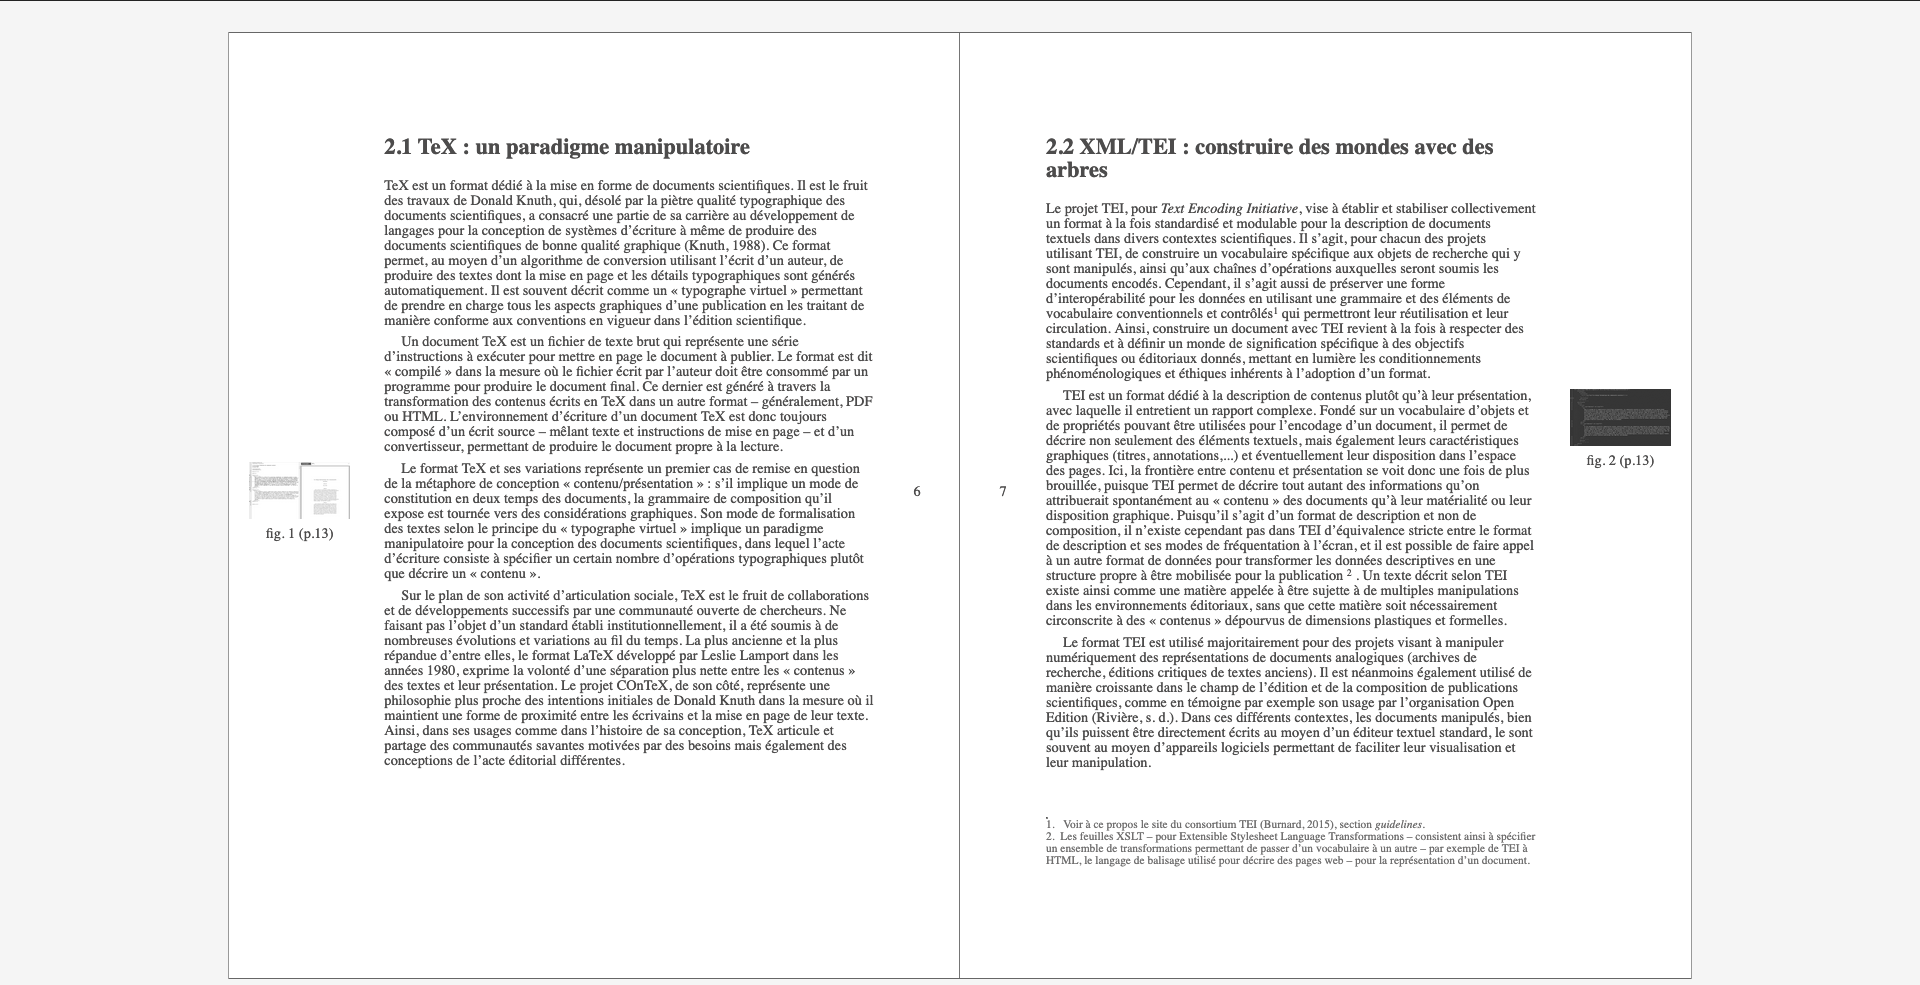 2.1 TeX : un paradigme manipulatoire
TeX est un format dédié à la mise en forme de documents scientifiques. Il est le fruit
des travaux de Donald Knuth, qui, désolé par la piètre qualité typographique des
documents scientifiques, a consacré une partie de sa carrière au développement de
langages pour la conception de systèmes d’écriture à même de produire des
documents scientifiques de bonne qualité graphique (Knuth, 1988). Ce format
permet, au moyen d’un algorithme de conversion utilisant l’écrit d’un auteur, de
produire des textes dont la mise en page et les détails typographiques sont générés
automatiquement. Il est souvent décrit comme un « typographe virtuel » permettant
de prendre en charge tous les aspects graphiques d’une publication en les traitant de
manière conforme aux conventions en vigueur dans l’édition scientifique.
Un document TeX est un fichier de texte brut qui représente une série
d’instructions à exécuter pour mettre en page le document à publier. Le format est dit
« compilé » dans la mesure où le fichier écrit par l’auteur doit être consommé par un
programme pour produire le document final. Ce dernier est généré à travers la
transformation des contenus écrits en TeX dans un autre format – généralement, PDF
ou HTML. L’environnement d’écriture d’un document TeX est donc toujours
composé d’un écrit source – mêlant texte et instructions de mise en page – et d’un
convertisseur, permettant de produire le document propre à la lecture.
Le format TeX et ses variations représente un premier cas de remise en question
de la métaphore de conception « contenu/présentation » : s’il implique un mode de
constitution en deux temps des documents, la grammaire de composition qu’il
expose est tournée vers des considérations graphiques. Son mode de formalisation
des textes selon le principe du « typographe virtuel » implique un paradigme
manipulatoire pour la conception des documents scientifiques, dans lequel l’acte
d’écriture consiste à spécifier un certain nombre d’opérations typographiques plutôt
que décrire un « contenu ».
Sur le plan de son activité d’articulation sociale, TeX est le fruit de collaborations
et de développements successifs par une communauté ouverte de chercheurs. Ne
faisant pas l’objet d’un standard établi institutionnellement, il a été soumis à de
nombreuses évolutions et variations au fil du temps. La plus ancienne et la plus
répandue d’entre elles, le format LaTeX développé par Leslie Lamport dans les
années 1980, exprime la volonté d’une séparation plus nette entre les « contenus »
des textes et leur présentation. Le projet COnTeX, de son côté, représente une
philosophie plus proche des intentions initiales de Donald Knuth dans la mesure où il
maintient une forme de proximité entre les écrivains et la mise en page de leur texte.
Ainsi, dans ses usages comme dans l’histoire de sa conception, TeX articule et
partage des communautés savantes motivées par des besoins mais également des
conceptions de l’acte éditorial différentes.
fig. 1 (p.13)
6
2.2 XML/TEI : construire des mondes avec des
arbres
Le projet TEI, pour Text Encoding Initiative, vise à établir et stabiliser collectivement
un format à la fois standardisé et modulable pour la description de documents
textuels dans divers contextes scientifiques. Il s’agit, pour chacun des projets
utilisant TEI, de construire un vocabulaire spécifique aux objets de recherche qui y
sont manipulés, ainsi qu’aux chaînes d’opérations auxquelles seront soumis les
documents encodés. Cependant, il s’agit aussi de préserver une forme
d’interopérabilité pour les données en utilisant une grammaire et des éléments de
vocabulaire conventionnels et contrôlés1 qui permettront leur réutilisation et leur
circulation. Ainsi, construire un document avec TEI revient à la fois à respecter des
standards et à définir un monde de signification spécifique à des objectifs
scientifiques ou éditoriaux donnés, mettant en lumière les conditionnements
phénoménologiques et éthiques inhérents à l’adoption d’un format.
TEI est un format dédié à la description de contenus plutôt qu’à leur présentation,
avec laquelle il entretient un rapport complexe. Fondé sur un vocabulaire d’objets et
de propriétés pouvant être utilisées pour l’encodage d’un document, il permet de
décrire non seulement des éléments textuels, mais également leurs caractéristiques
graphiques (titres, annotations,...) et éventuellement leur disposition dans l’espace
des pages. Ici, la frontière entre contenu et présentation se voit donc une fois de plus
brouillée, puisque TEI permet de décrire tout autant des informations qu’on
attribuerait spontanément au « contenu » des documents qu’à leur matérialité ou leur
disposition graphique. Puisqu’il s’agit d’un format de description et non de
composition, il n’existe cependant pas dans TEI d’équivalence stricte entre le format
de description et ses modes de fréquentation à l’écran, et il est possible de faire appel
à un autre format de données pour transformer les données descriptives en une
structure propre à être mobilisée pour la publication 2 . Un texte décrit selon TEI
existe ainsi comme une matière appelée à être sujette à de multiples manipulations
dans les environnements éditoriaux, sans que cette matière soit nécessairement
circonscrite à des « contenus » dépourvus de dimensions plastiques et formelles.
Le format TEI est utilisé majoritairement pour des projets visant à manipuler
numériquement des représentations de documents analogiques (archives de
recherche, éditions critiques de textes anciens). Il est néanmoins également utilisé de
manière croissante dans le champ de l’édition et de la composition de publications
scientifiques, comme en témoigne par exemple son usage par l’organisation Open
Edition (Rivière, s. d.). Dans ces différents contextes, les documents manipulés, bien
qu’ils puissent être directement écrits au moyen d’un éditeur textuel standard, le sont
souvent au moyen d’appareils logiciels permettant de faciliter leur visualisation et
leur manipulation.
fig. 2 (p.13)
7
1. Voir à ce propos le site du consortium TEI (Burnard, 2015), section guidelines.
2. Les feuilles XSLT – pour Extensible Stylesheet Language Transformations – consistent ainsi à spécifier
un ensemble de transformations permettant de passer d’un vocabulaire à un autre – par exemple de TEI à
HTML, le langage de balisage utilisé pour décrire des pages web – pour la représentation d’un document.